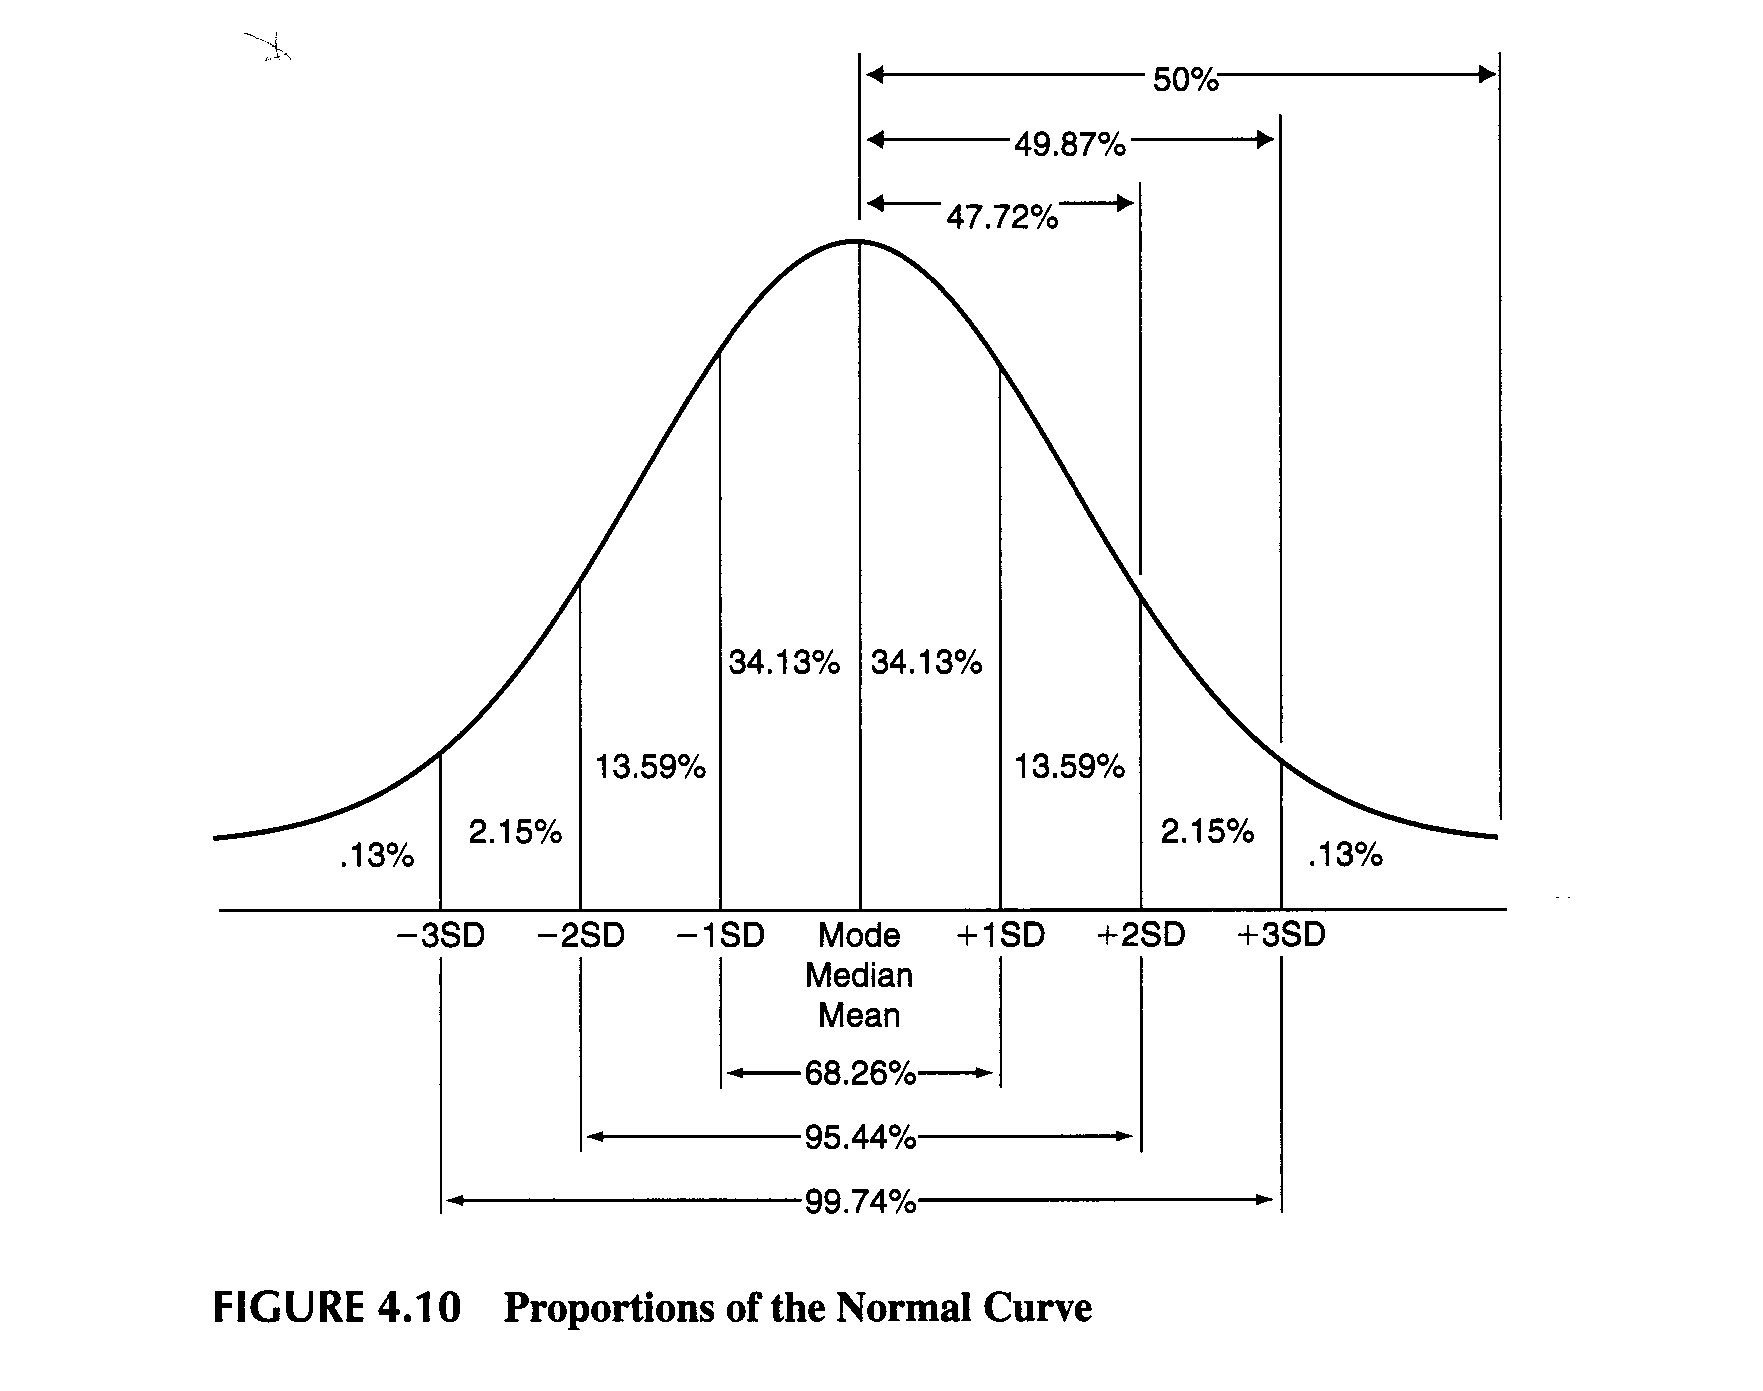 50%
49.87%
47.72%
34.13% 34.13%
13.59% 13.59%
2.15% 2.15%
.13% .13%
−3SD −2SD −1SD Mode +1SD +2SD +3SD
Median
Mean
68.26%
95.44%
99.74%
FIGURE 4.10 Proportions of the Normal Curve